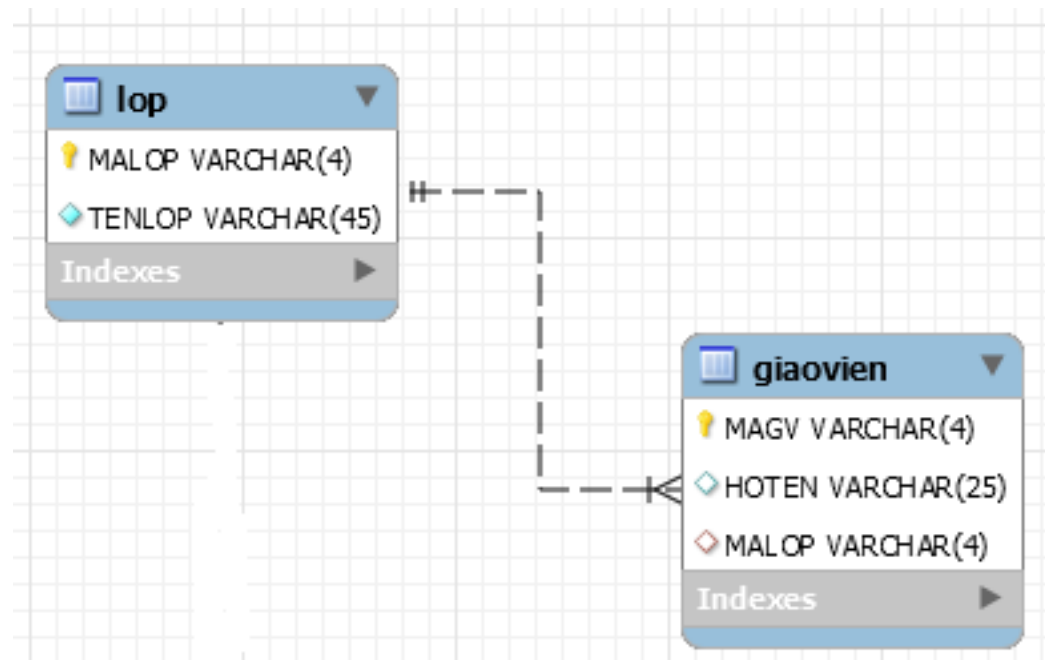 lop
MALOP VARCHAR(4)
TENLOP VARCHAR(45)
Indexes
giaovien
MAGV VARCHAR(4)
HOTEN VARCHAR(25)
MALOP VARCHAR(4)
Indexes